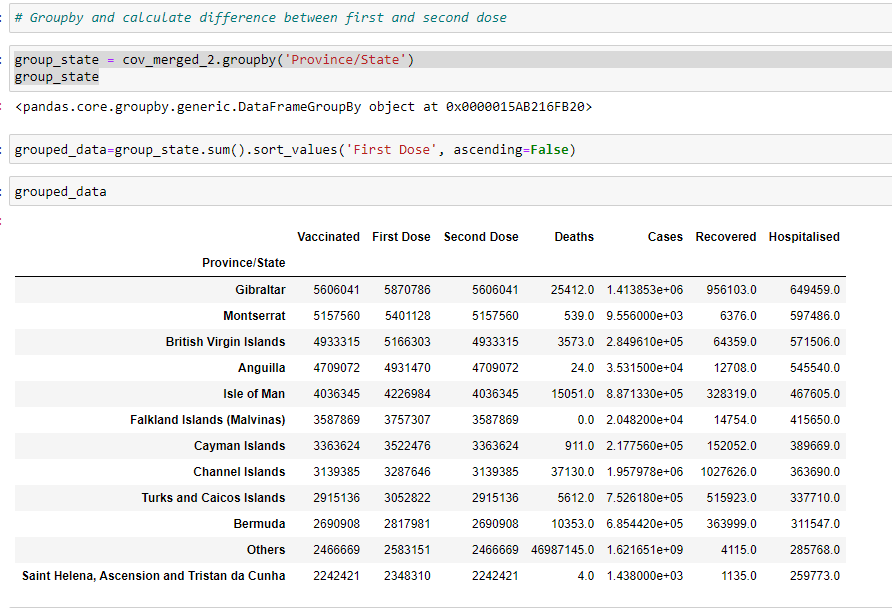 # Groupby and calculate difference between first and second dose
group_state = cov_merged_2.groupby('Province/State')
group_state
<pandas.core.groupby.generic.DataFrameGroupBy object at 0x0000015AB216FB20>
grouped_data=group_state.sum().sort_values('First Dose', ascending=False)
grouped_data
Vaccinated First Dose Second Dose Deaths Cases Recovered Hospitalised
Province/State
Gibraltar 5606041 5870786 5606041 25412.0 1.413853e+06 956103.0 649459.0
Montserrat 5157560 5401128 5157560 539.0 9.556000e+03 6376.0 597486.0
British Virgin Islands 4933315 5166303 4933315 3573.0 2.849610e+05 64359.0 571506.0
Anguilla 4709072 4931470 4709072 24.0 3.531500e+04 12708.0 545540.0
Isle of Man 4036345 4226984 4036345 15051.0 8.871330e+05 328319.0 467605.0
Falkland Islands (Malvinas) 3587869 3757307 3587869 0.0 2.048200e+04 14754.0 415650.0
Cayman Islands 3363624 3522476 3363624 911.0 2.177560e+05 152052.0 389669.0
Channel Islands 3139385 3287646 3139385 37130.0 1.957978e+06 1027626.0 363690.0
Turks and Caicos Islands 2915136 3052822 2915136 5612.0 7.526180e+05 515923.0 337710.0
Bermuda 2690908 2817981 2690908 10353.0 6.854420e+05 363999.0 311547.0
Others 2466669 2583151 2466669 46987145.0 1.621651e+09 4115.0 285768.0
Saint Helena, Ascension and Tristan da Cunha 2242421 2348310 2242421 4.0 1.438000e+03 1135.0 259773.0